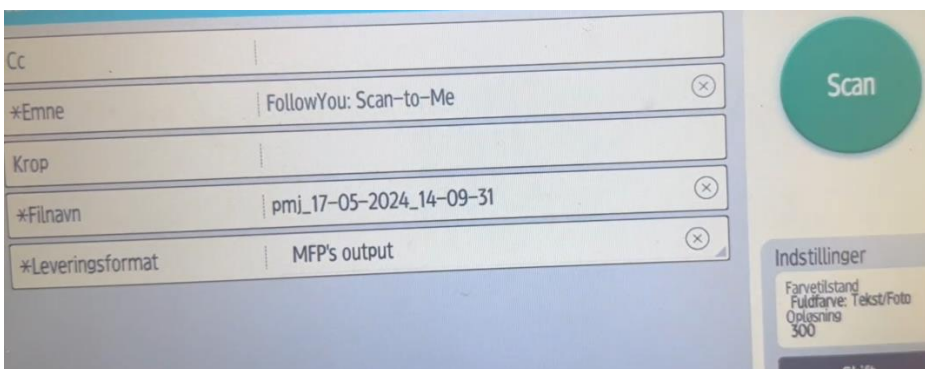 Cc
*Emne FollowYou: Scan-to-Me
Krop
*Filnavn pmj_17-05-2024_14-09-31
*Leveringsformat MFP's output
Scan
Indstillinger
Farvetilstand
Fuldfarve: Tekst/Foto
Opløsning
300